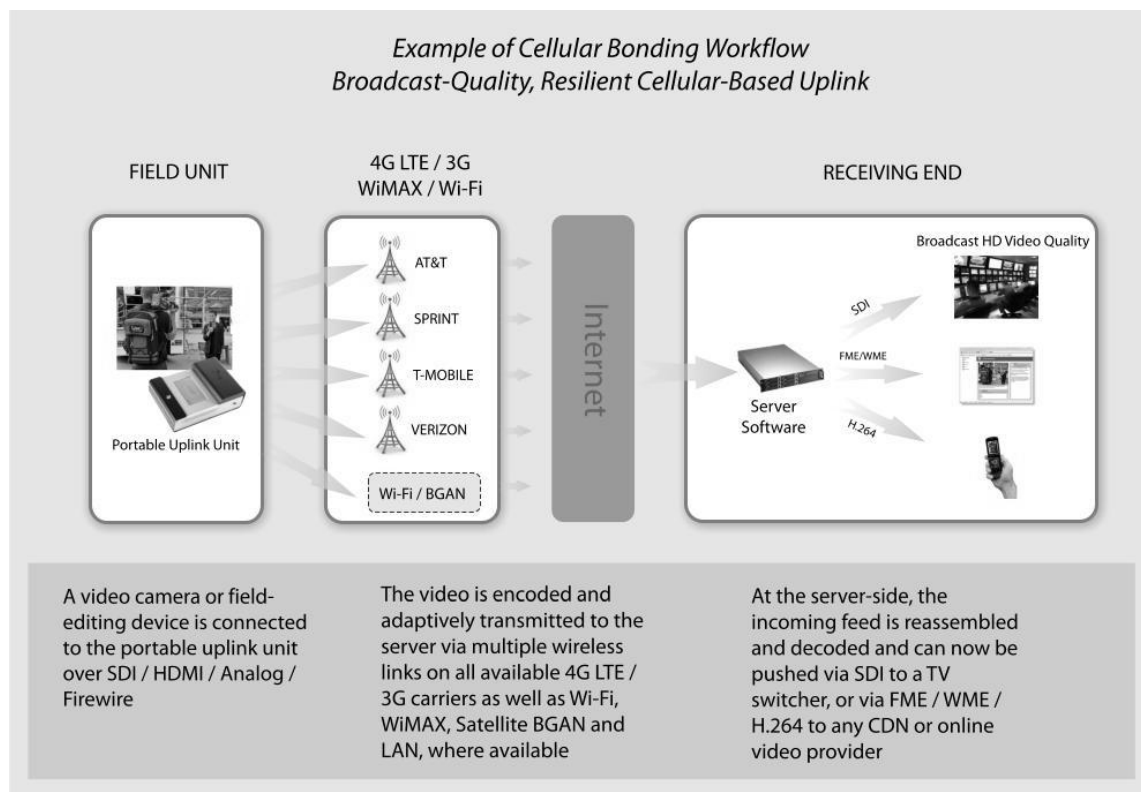 Example of Cellular Bonding Workflow
Broadcast-Quality, Resilient Cellular-Based Uplink
FIELD UNIT
4G LTE / 3G
WiMAX / Wi-Fi
RECEIVING END
Portable Uplink Unit
AT&T
SPRINT
T-MOBILE
VERIZON
Wi-Fi / BGAN
Internet
Server
Software
Broadcast HD Video Quality
SDI
FME/WME
H.264
A video camera or field-
editing device is connected
to the portable uplink unit
over SDI / HDMI / Analog /
Firewire
The video is encoded and
adaptively transmitted to the
server via multiple wireless
links on all available 4G LTE /
3G carriers as well as Wi-Fi,
WiMAX, Satellite BGAN and
LAN, where available
At the server-side, the
incoming feed is reassembled
and decoded and can now be
pushed via SDI to a TV
switcher, or via FME / WME /
H.264 to any CDN or online
video provider